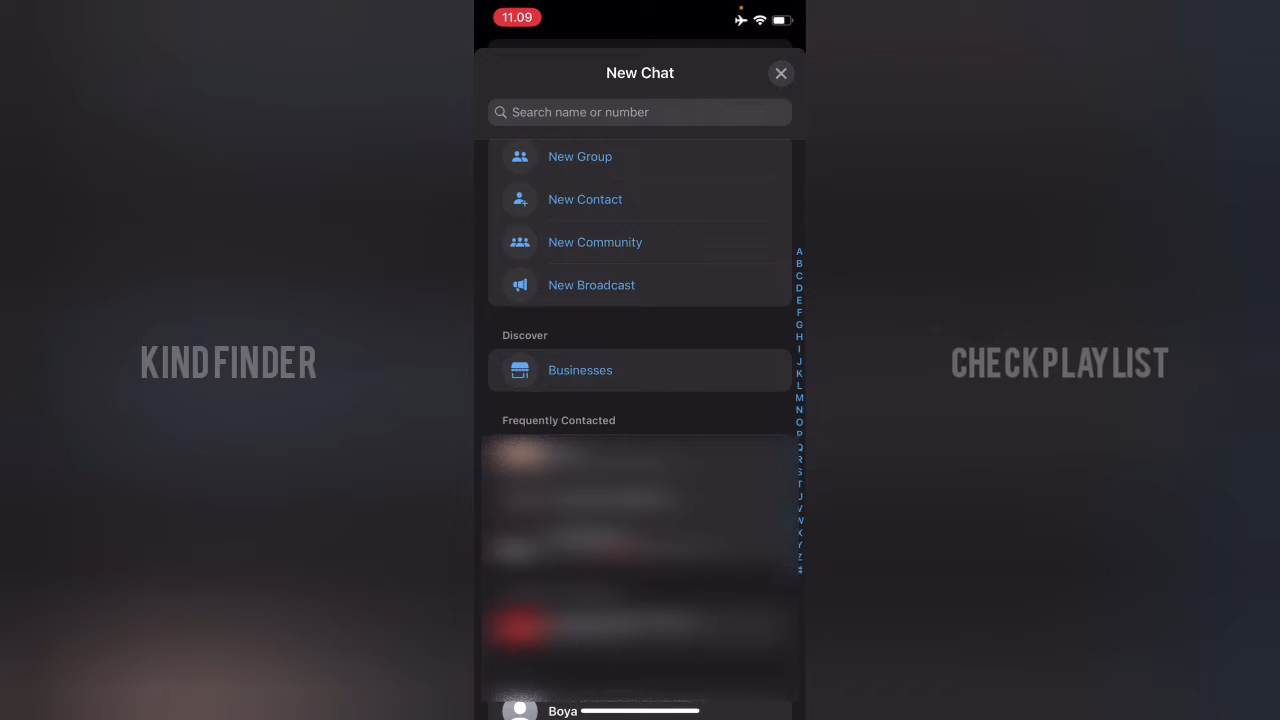 11.09
New Chat
Search name or number
New Group
New Contact
New Community
New Broadcast
Discover
Businesses
Frequently Contacted
Boya
A
B
C
D
E
F
G
H
I
J
K
L
M
N
O
P
Q
R
S
T
U
V
W
X
Y
Z
#
KIND FINDER
CHECK PLAYLIST